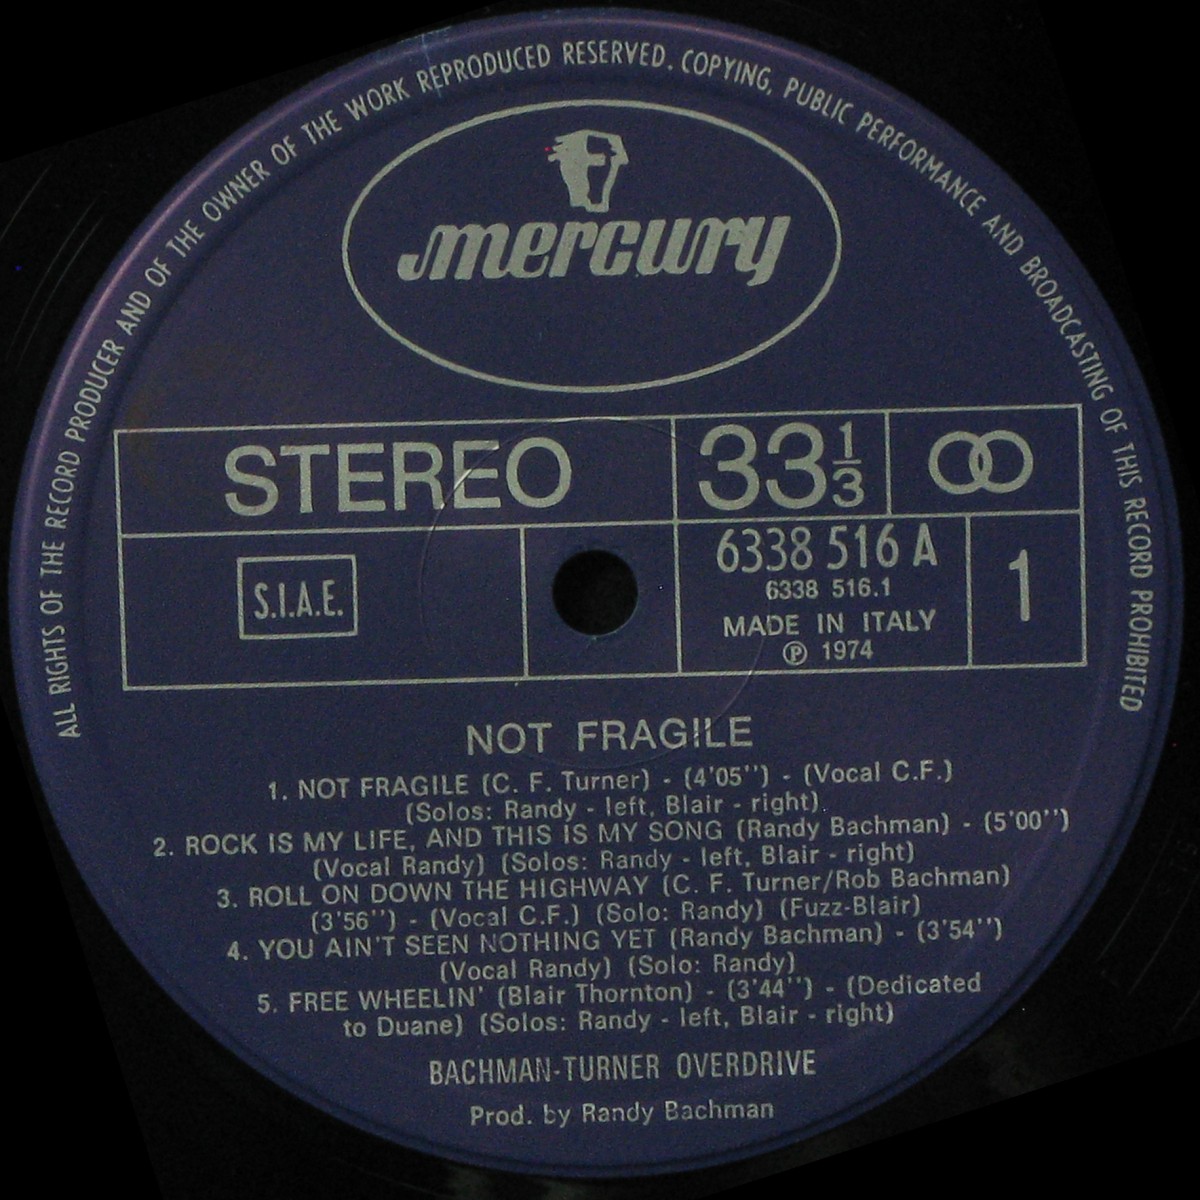 ALL RIGHTS OF THE RECORD PRODUCER AND OF THE OWNER OF THE WORK REPRODUCED RESERVED. COPYING, PUBLIC PERFORMANCE AND BROADCASTING OF THIS RECORD PROHIBITED
mercury
STEREO
33 1/3
S.I.A.E.
6338 516 A
6338 516.1
MADE IN ITALY
℗ 1974
1
NOT FRAGILE
1. NOT FRAGILE (C. F. Turner) - (4'05'') - (Vocal C.F.)
(Solos: Randy - left, Blair - right).
2. ROCK IS MY LIFE, AND THIS IS MY SONG (Randy Bachman) - (5'00'')
(Vocal Randy) (Solos: Randy - left, Blair - right)
3. ROLL ON DOWN THE HIGHWAY (C. F. Turner/Rob Bachman)
(3'56'') - (Vocal C.F.) (Solo: Randy) (Fuzz-Blair)
4. YOU AIN'T SEEN NOTHING YET (Randy Bachman) - (3'54'')
(Vocal Randy) (Solo: Randy)
5. FREE WHEELIN' (Blair Thornton) - (3'44'') - (Dedicated
to Duane) (Solos: Randy - left, Blair - right)
BACHMAN-TURNER OVERDRIVE
Prod. by Randy Bachman